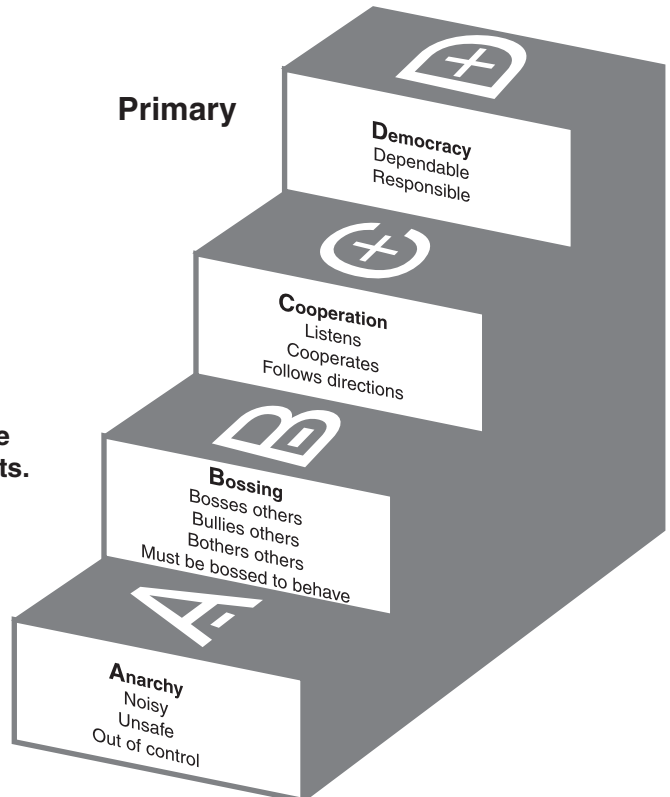 Primary
D+
Democracy
Dependable
Responsible
C+
Cooperation
Listens
Cooperates
Follows directions
B-
Bossing
Bosses others
Bullies others
Bothers others
Must be bossed to behave
A-
Anarchy
Noisy
Unsafe
Out of control